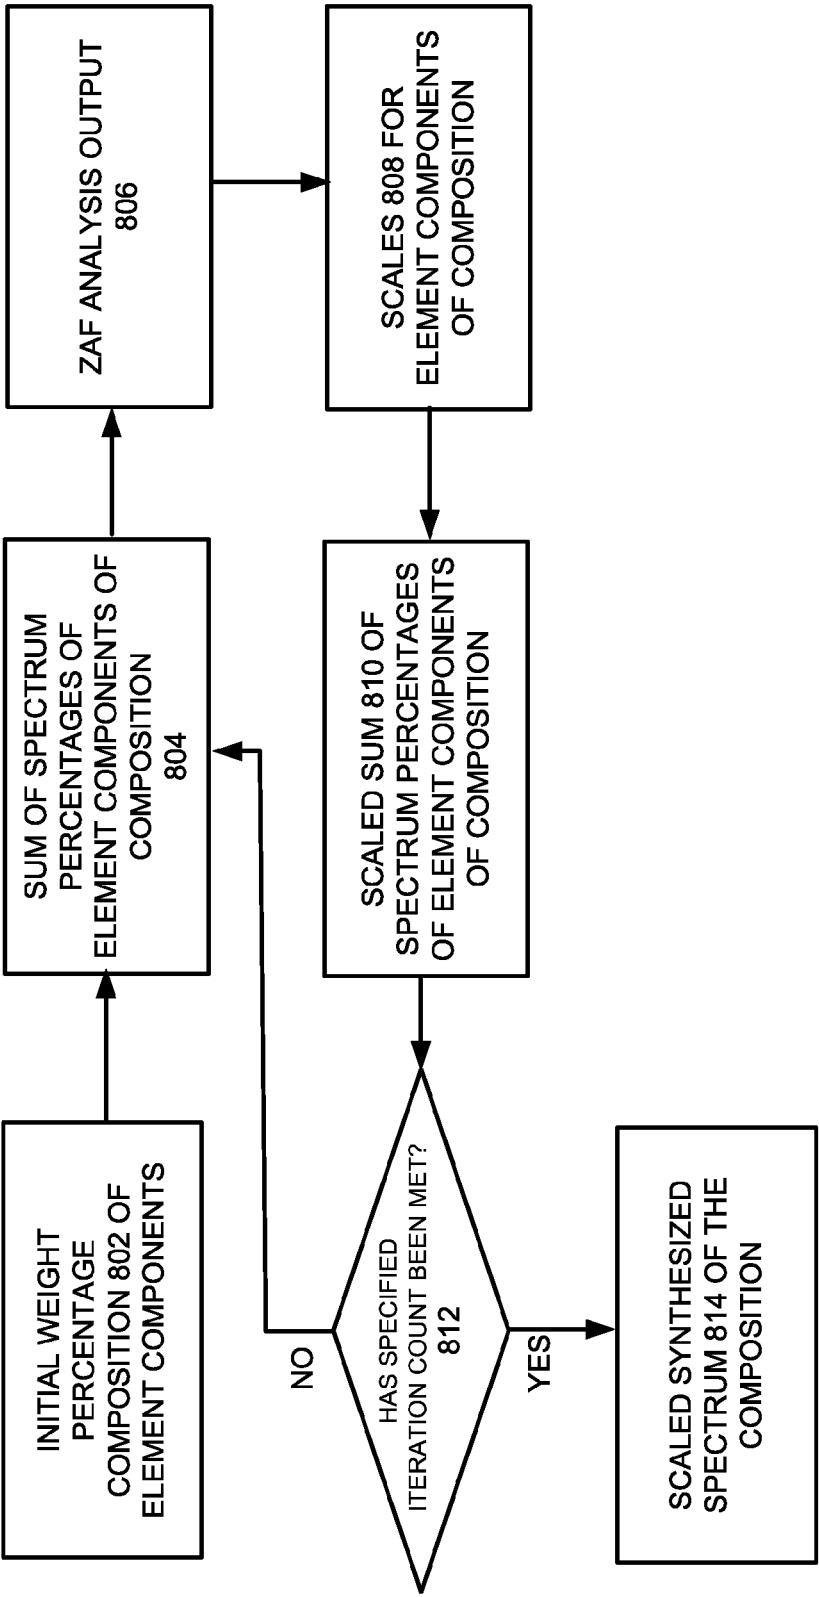 INITIAL WEIGHT
PERCENTAGE
COMPOSITION 802 OF
ELEMENT COMPONENTS
SUM OF SPECTRUM
PERCENTAGES OF
ELEMENT COMPONENTS OF
COMPOSITION
804
ZAF ANALYSIS OUTPUT
806
SCALES 808 FOR
ELEMENT COMPONENTS
OF COMPOSITION
SCALED SUM 810 OF
SPECTRUM PERCENTAGES
OF ELEMENT COMPONENTS
OF COMPOSITION
HAS SPECIFIED
ITERATION COUNT BEEN MET?
812
NO
YES
SCALED SYNTHESIZED
SPECTRUM 814 OF THE
COMPOSITION